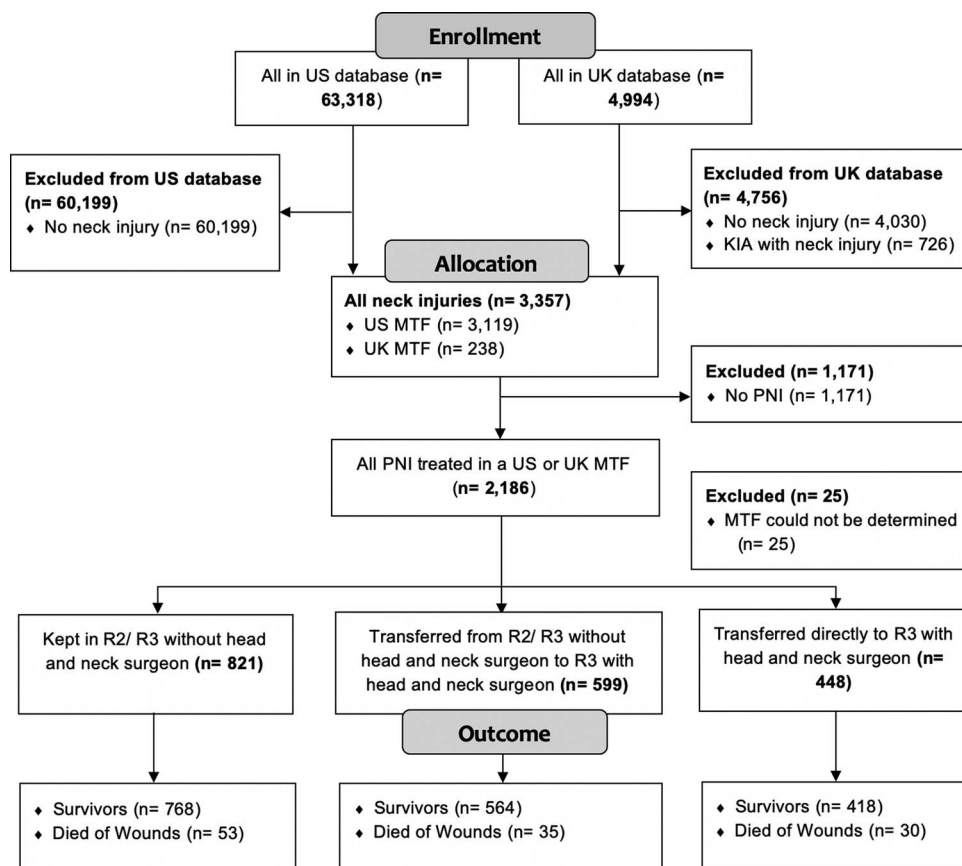 Enrollment
All in US database (n=
63,318)
All in UK database (n=
4,994)
Excluded from US database
(n= 60,199)
♦ No neck injury (n= 60,199)
Excluded from UK database
(n= 4,756)
♦ No neck injury (n= 4,030)
♦ KIA with neck injury (n= 726)
Allocation
All neck injuries (n= 3,357)
♦ US MTF (n= 3,119)
♦ UK MTF (n= 238)
Excluded (n= 1,171)
♦ No PNI (n= 1,171)
All PNI treated in a US or UK MTF
(n= 2,186)
Excluded (n= 25)
♦ MTF could not be determined
(n= 25)
Kept in R2/ R3 without head
and neck surgeon (n= 821)
Transferred from R2/ R3 without
head and neck surgeon to R3 with
head and neck surgeon (n= 599)
Transferred directly to R3 with
head and neck surgeon (n=
448)
Outcome
♦ Survivors (n= 768)
♦ Died of Wounds (n= 53)
♦ Survivors (n= 564)
♦ Died of Wounds (n= 35)
♦ Survivors (n= 418)
♦ Died of Wounds (n= 30)